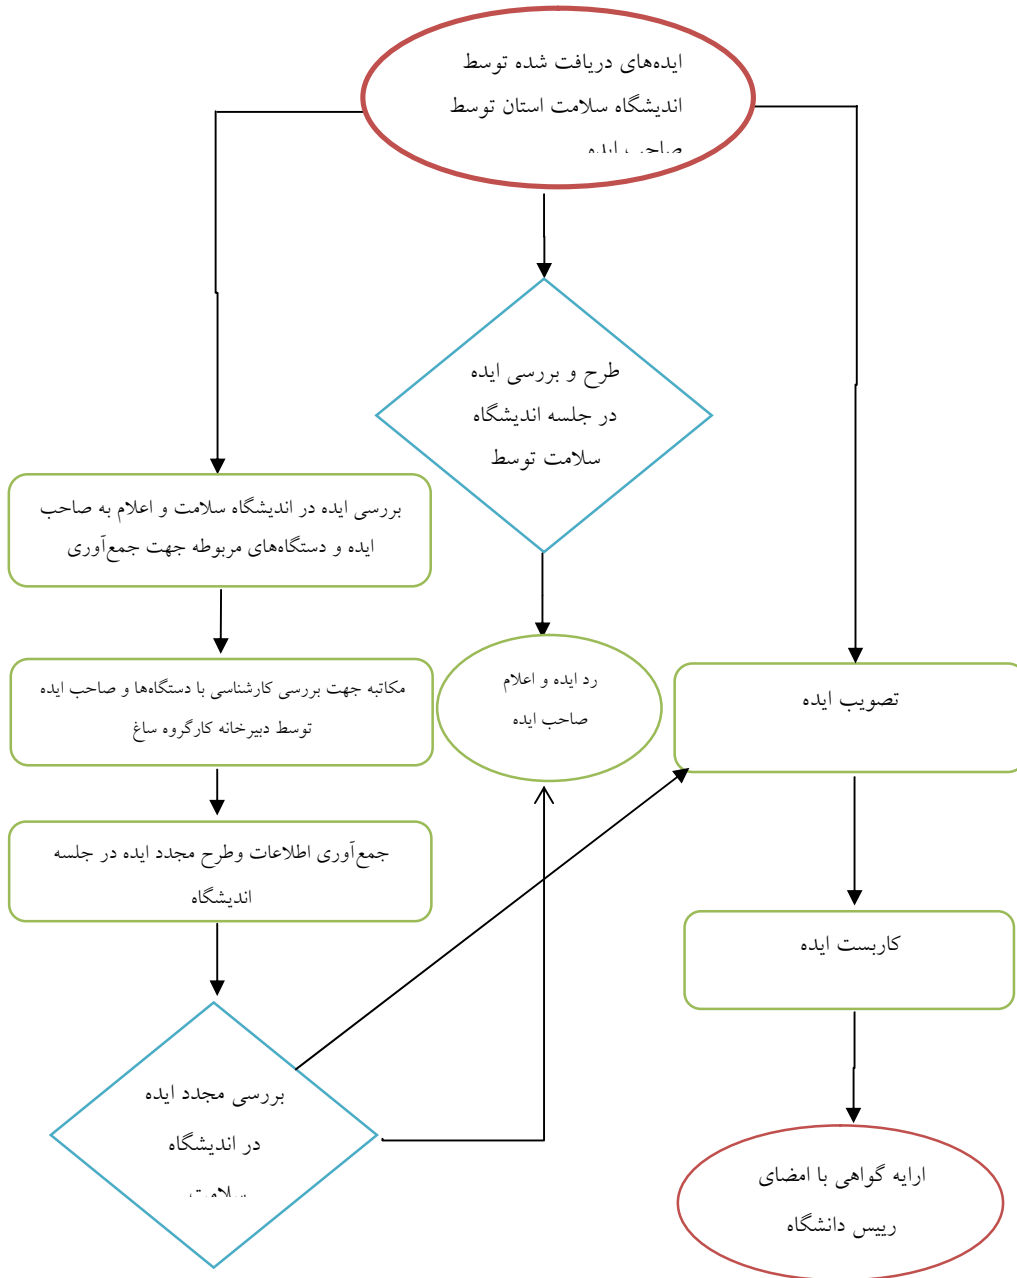 ایده‌های دریافت شده توسط
اندیشگاه سلامت استان توسط
صاحب ایده
طرح و بررسی ایده
در جلسه اندیشگاه
سلامت توسط
بررسی ایده در اندیشگاه سلامت و اعلام به صاحب
ایده و دستگاه‌های مربوطه جهت جمع‌آوری
مکاتبه جهت بررسی کارشناسی با دستگاه‌ها و صاحب ایده
توسط دبیرخانه کارگروه ساغ
جمع‌آوری اطلاعات وطرح مجدد ایده در جلسه
اندیشگاه
بررسی مجدد ایده
در اندیشگاه
سلامت
رد ایده و اعلام
صاحب ایده
تصویب ایده
کاربست ایده
ارایه گواهی با امضای
رییس دانشگاه